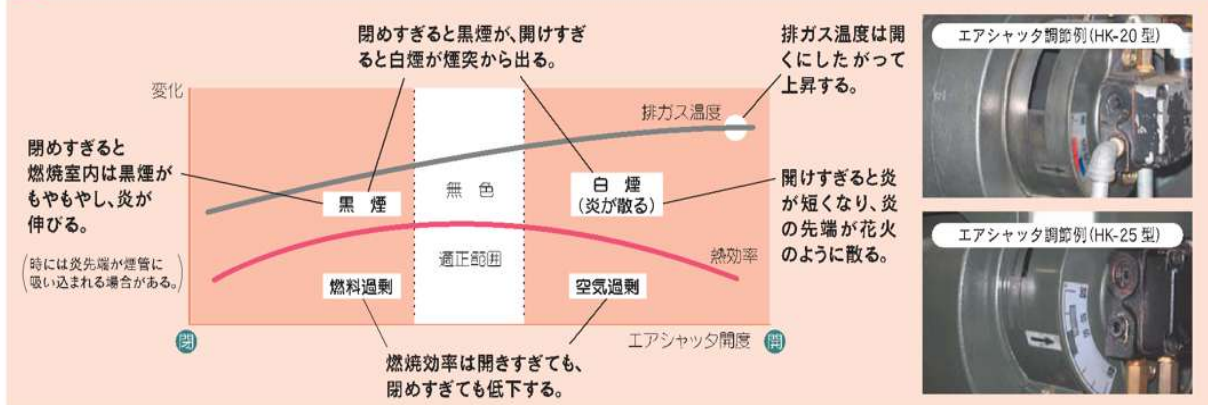 閉めすぎると黒煙が、開けすぎ
ると白煙が煙突から出る。
排ガス温度は開
くにしたがって
上昇する。
エアシャッタ調節例(HK-20型)
変化
排ガス温度
閉めすぎると
燃焼室内は黒煙が
もやもやし、炎が
伸びる。
(時には炎先端が煙管に
吸い込まれる場合がある。)
黒 煙
無 色
白 煙
(炎が散る)
開けすぎると炎
が短くなり、炎
の先端が花火
のように散る。
エアシャッタ調節例(HK-25型)
適正範囲
熱効率
燃料過剰
空気過剰
閉
エアシャッタ開度
開
燃焼効率は開きすぎても、
閉めすぎても低下する。